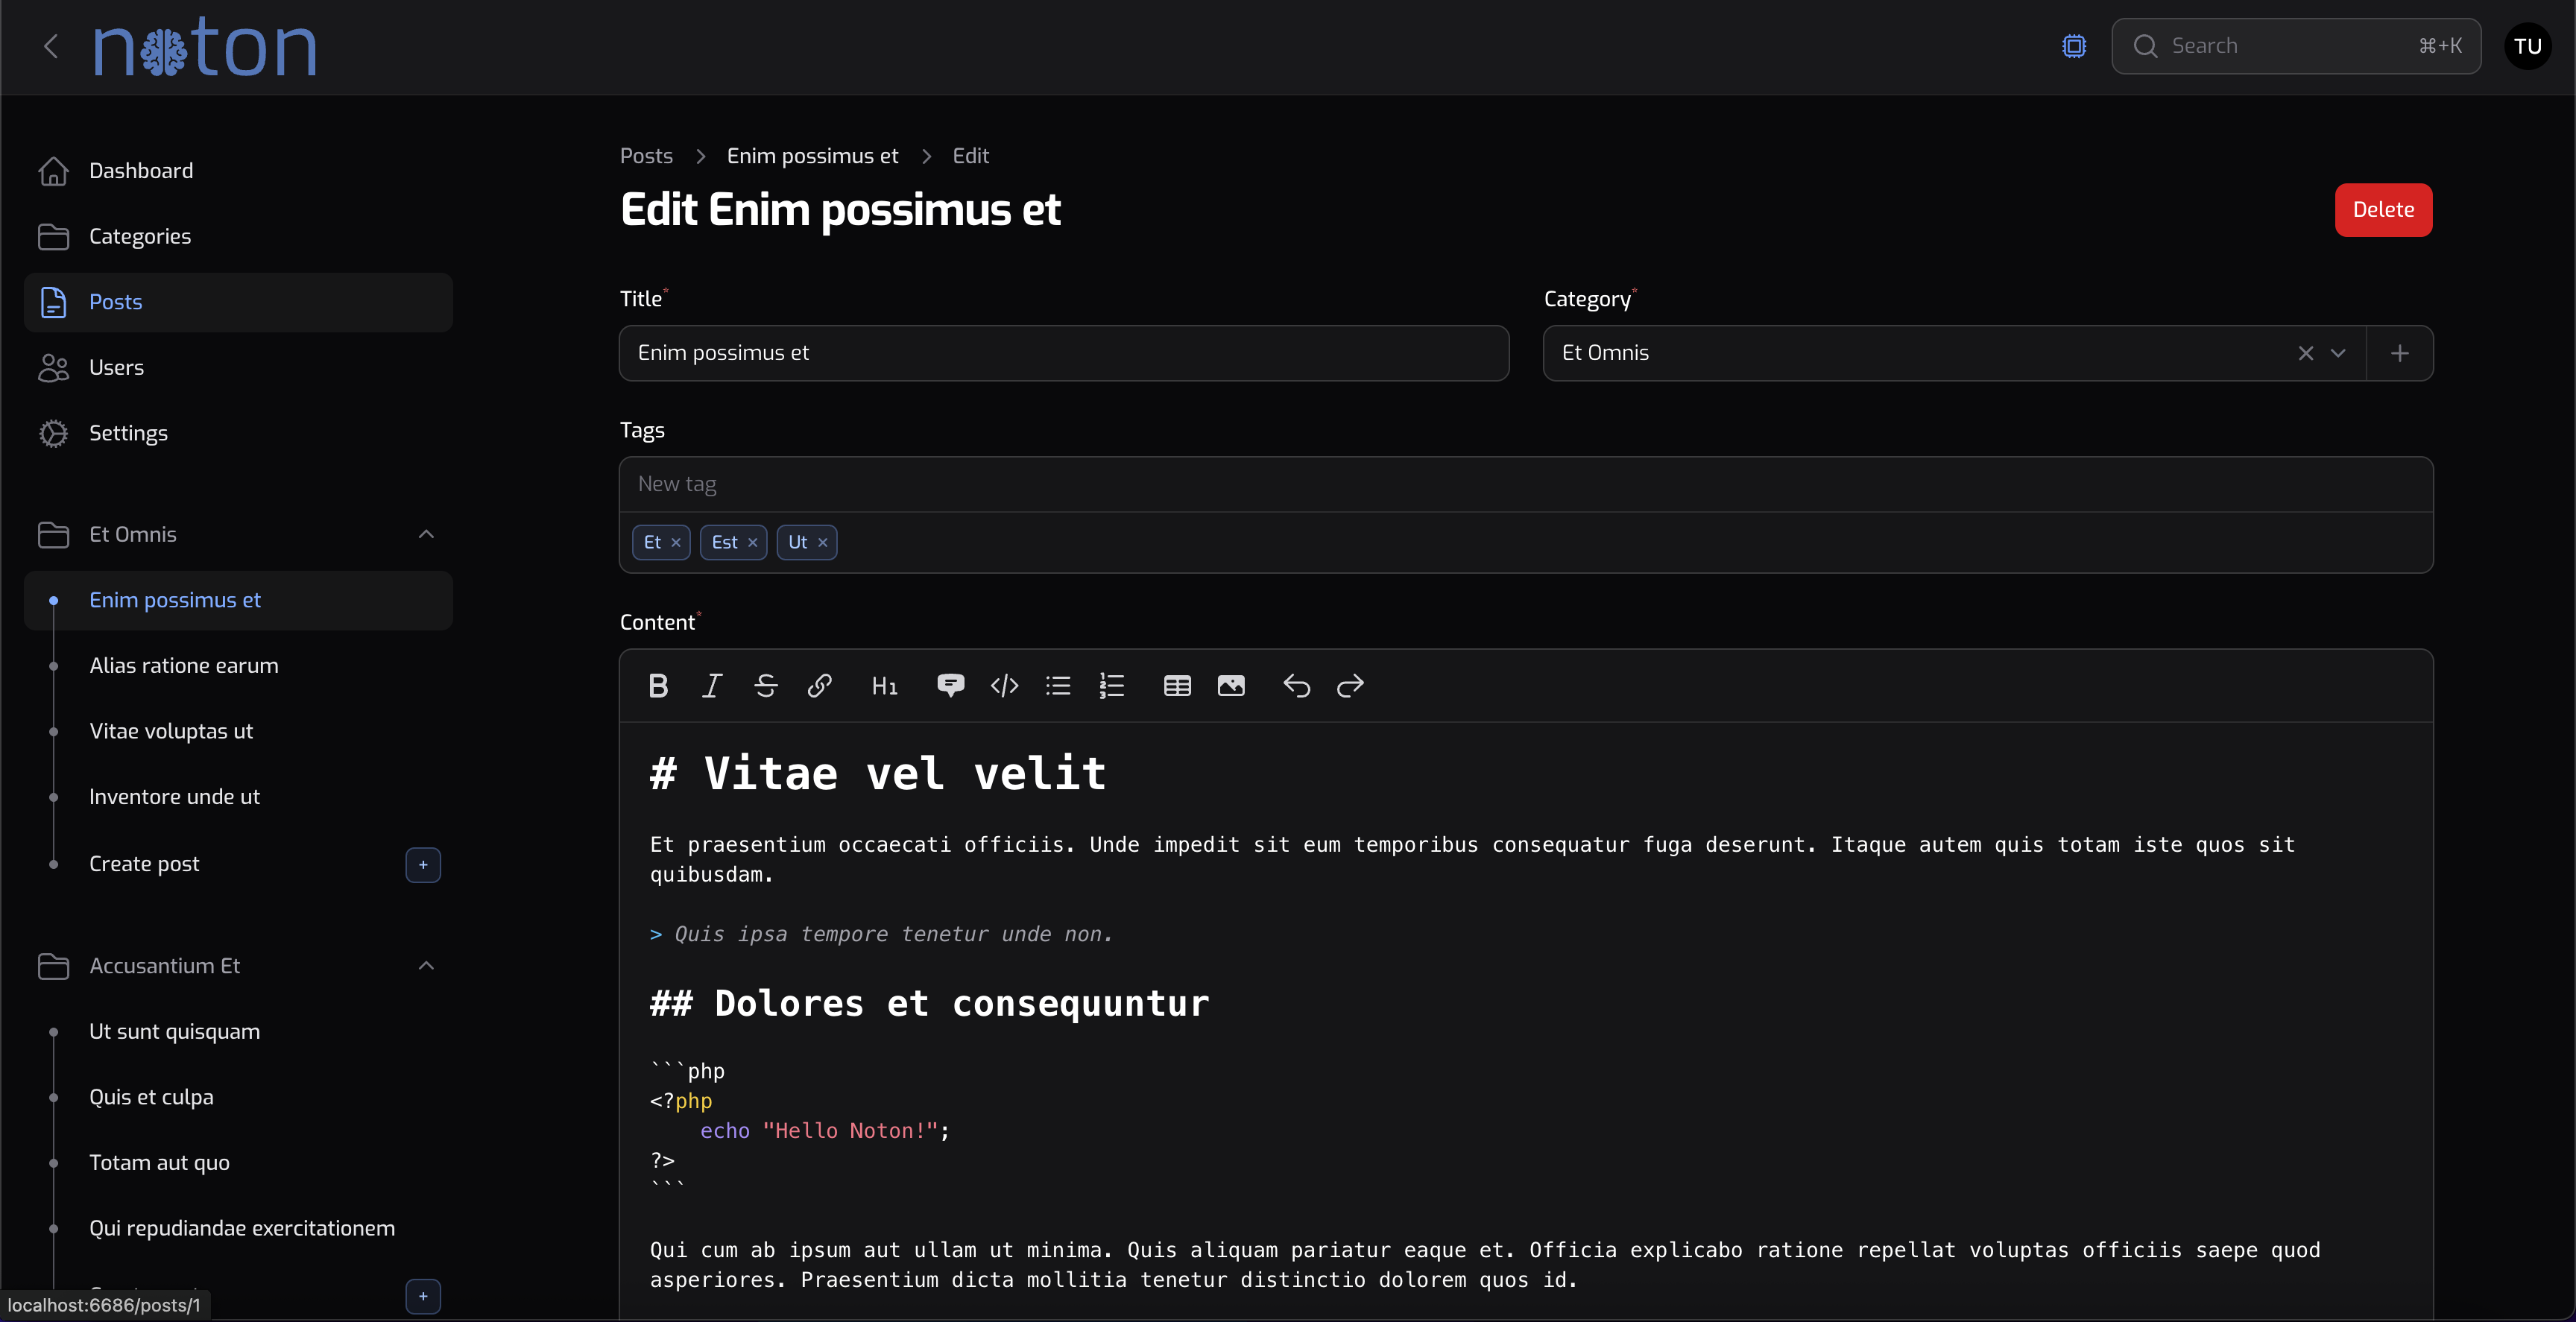 noton
Search
⌘+K
TU
Dashboard
Categories
Posts
Users
Settings
Et Omnis
Enim possimus et
Alias ratione earum
Vitae voluptas ut
Inventore unde ut
Create post
+
Accusantium Et
Ut sunt quisquam
Quis et culpa
Totam aut quo
Qui repudiandae exercitationem
+
localhost:6686/posts/1
Posts > Enim possimus et > Edit
Edit Enim possimus et
Delete
Title*
Enim possimus et
Category*
Et Omnis
Tags
New tag
Et × Est × Ut ×
Content*
B I S H1
# Vitae vel velit
Et praesentium occaecati officiis. Unde impedit sit eum temporibus consequatur fuga deserunt. Itaque autem quis totam iste quos sit
quibusdam.
> Quis ipsa tempore tenetur unde non.
## Dolores et consequuntur
```php
<?php
    echo "Hello Noton!";
?>
```
Qui cum ab ipsum aut ullam ut minima. Quis aliquam pariatur eaque et. Officia explicabo ratione repellat voluptas officiis saepe quod
asperiores. Praesentium dicta mollitia tenetur distinctio dolorem quos id.